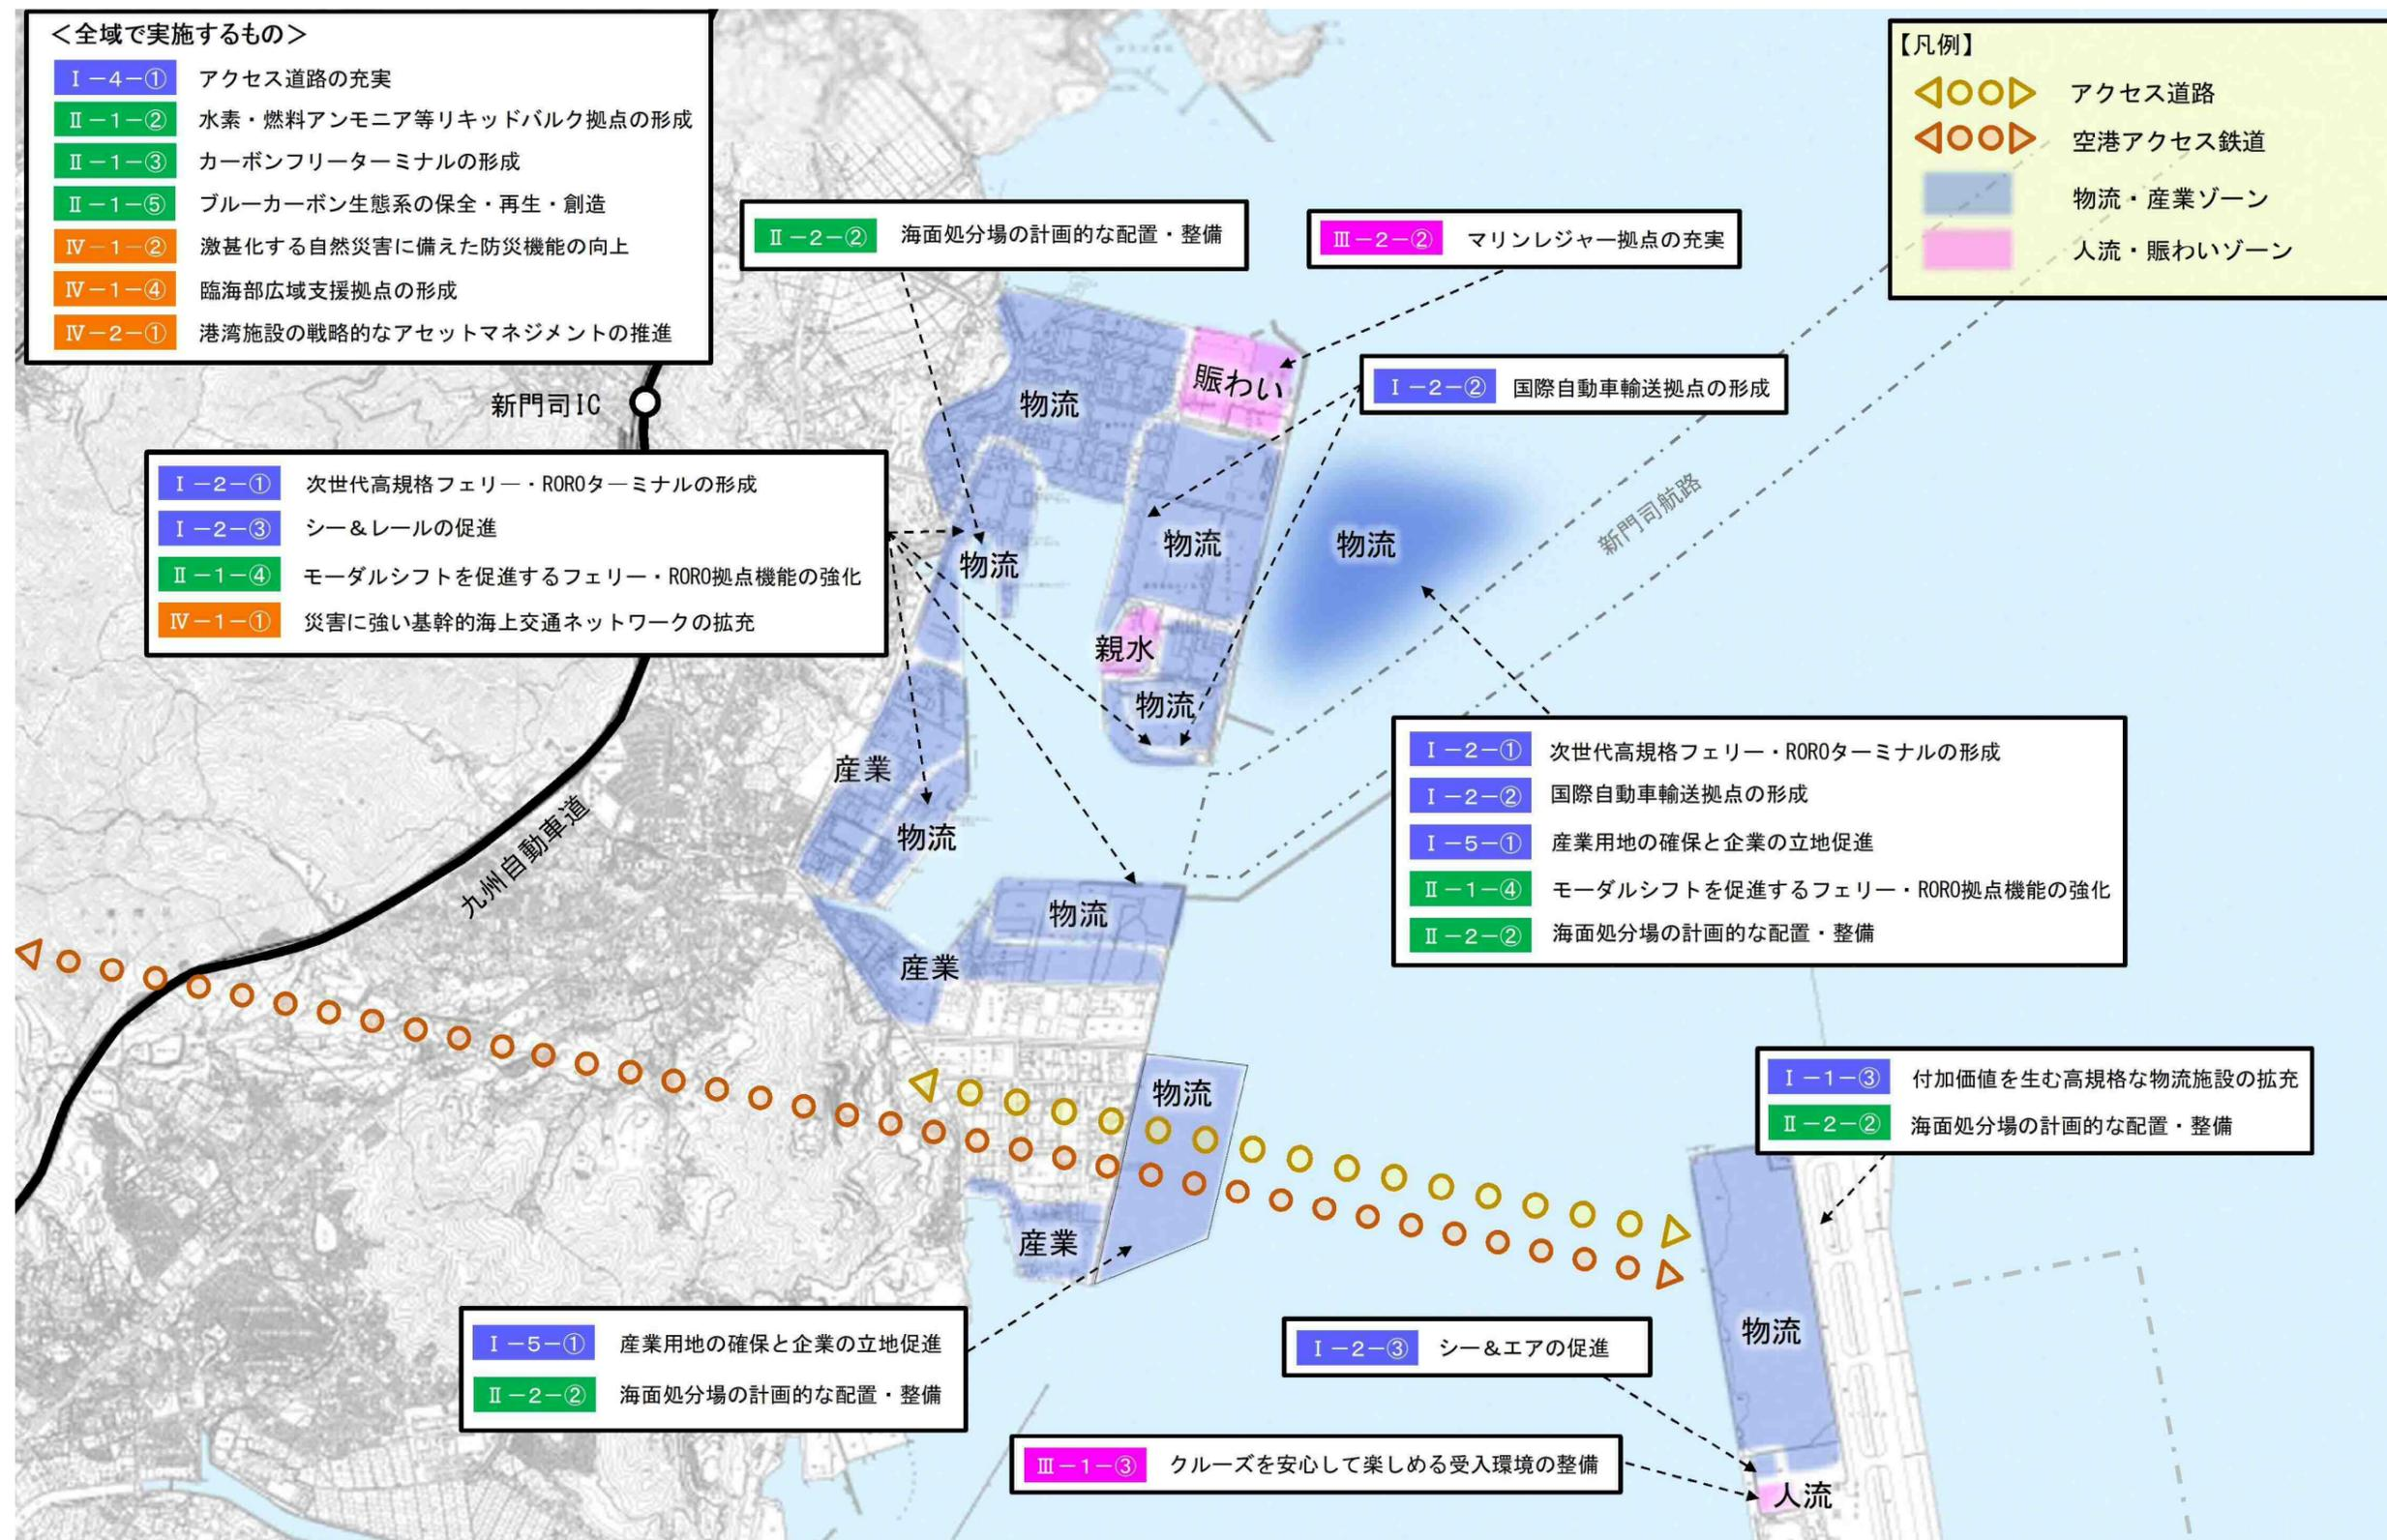 <全域で実施するもの>
Ⅰ-4-① アクセス道路の充実
Ⅱ-1-② 水素・燃料アンモニア等リキッドバルク拠点の形成
Ⅱ-1-③ カーボンフリーターミナルの形成
Ⅱ-1-⑤ ブルーカーボン生態系の保全・再生・創造
Ⅳ-1-② 激甚化する自然災害に備えた防災機能の向上
Ⅳ-1-④ 臨海部広域支援拠点の形成
Ⅳ-2-① 港湾施設の戦略的なアセットマネジメントの推進
【凡例】
アクセス道路
空港アクセス鉄道
物流・産業ゾーン
人流・賑わいゾーン
Ⅱ-2-② 海面処分場の計画的な配置・整備
Ⅲ-2-② マリンレジャー拠点の充実
Ⅰ-2-② 国際自動車輸送拠点の形成
新門司IC
物流
賑わい
Ⅰ-2-① 次世代高規格フェリー・ROROターミナルの形成
Ⅰ-2-③ シー&レールの促進
Ⅱ-1-④ モーダルシフトを促進するフェリー・RORO拠点機能の強化
Ⅳ-1-① 災害に強い基幹的海上交通ネットワークの拡充
物流
物流
物流
新門司航路
親水
物流
産業
物流
九州自動車道
Ⅰ-2-① 次世代高規格フェリー・ROROターミナルの形成
Ⅰ-2-② 国際自動車輸送拠点の形成
Ⅰ-5-① 産業用地の確保と企業の立地促進
Ⅱ-1-④ モーダルシフトを促進するフェリー・RORO拠点機能の強化
Ⅱ-2-② 海面処分場の計画的な配置・整備
物流
産業
物流
Ⅰ-1-③ 付加価値を生む高規格な物流施設の拡充
Ⅱ-2-② 海面処分場の計画的な配置・整備
産業
Ⅰ-5-① 産業用地の確保と企業の立地促進
Ⅱ-2-② 海面処分場の計画的な配置・整備
Ⅰ-2-③ シー&エアの促進
物流
Ⅲ-1-③ クルーズを安心して楽しめる受入環境の整備
人流